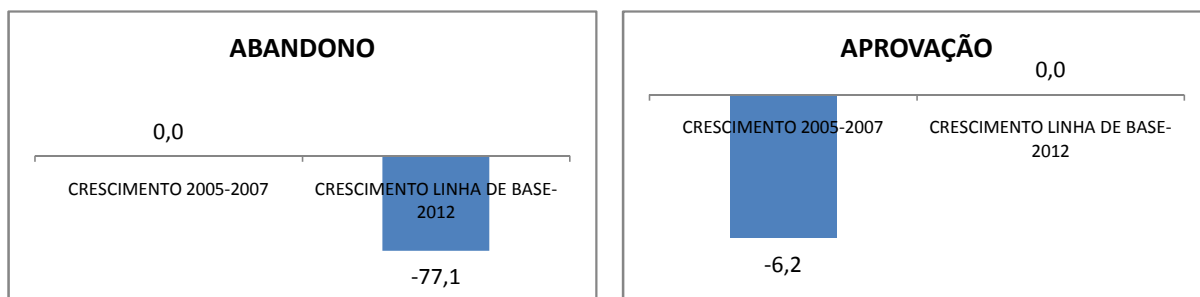 ABANDONO
0,0
CRESCIMENTO 2005-2007
CRESCIMENTO LINHA DE BASE-
2012
-77,1
APROVAÇÃO
0,0
CRESCIMENTO 2005-2007
CRESCIMENTO LINHA DE BASE-
2012
-6,2